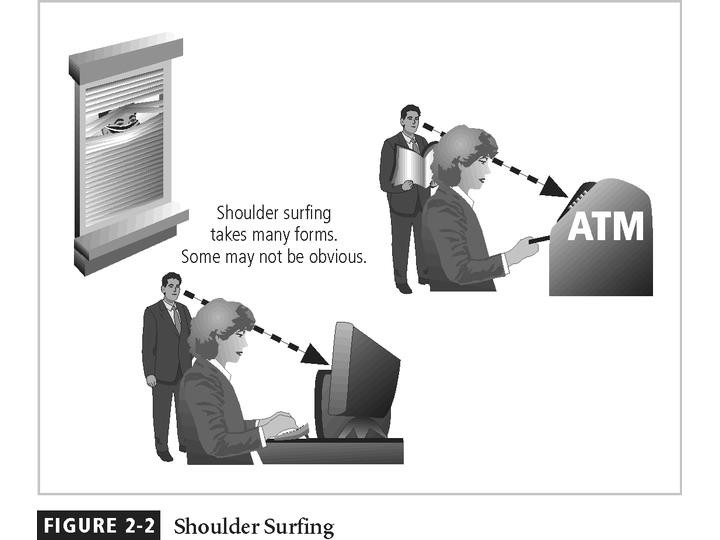 Shoulder surfing
takes many forms.
Some may not be obvious.
ATM
FIGURE 2-2 Shoulder Surfing